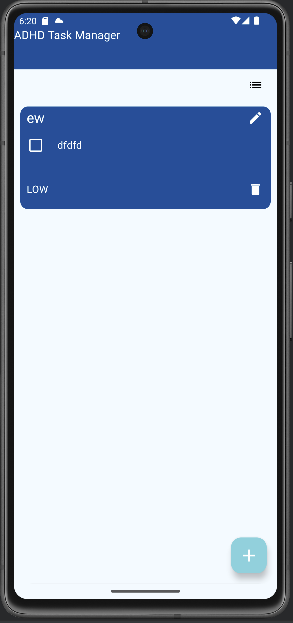 6:20
ADHD Task Manager
ew
dfdfd
LOW